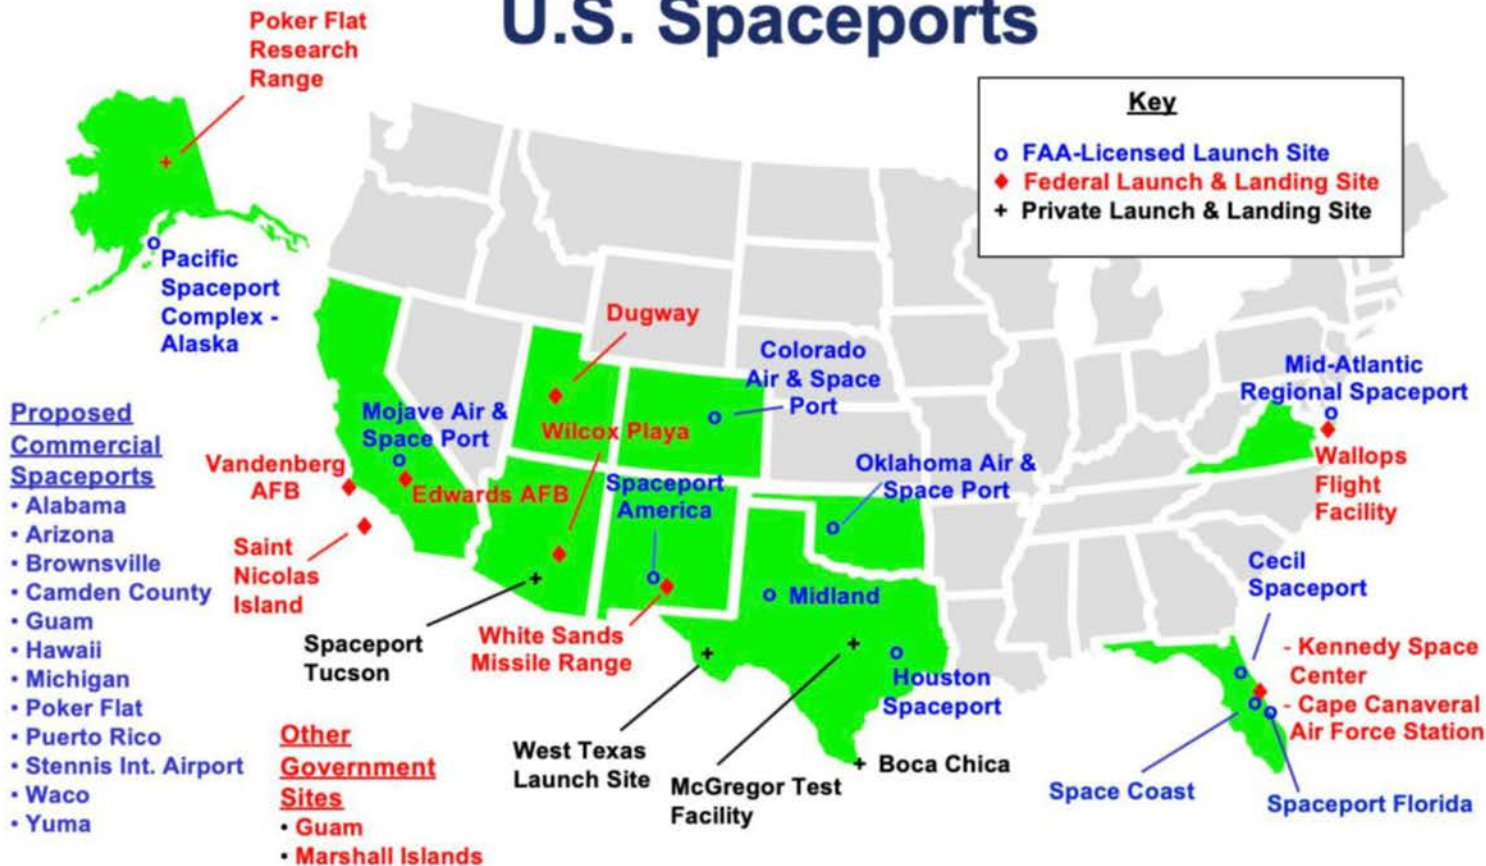 U.S. Spaceports
Poker Flat
Research
Range
Key
FAA-Licensed Launch Site
Federal Launch & Landing Site
Private Launch & Landing Site
Pacific
Spaceport
Complex -
Alaska
Dugway
Colorado
Air & Space
Port
Mid-Atlantic
Regional Spaceport
Mojave Air &
Space Port
Wilcox Playa
Vandenberg
AFB
Edwards AFB
Spaceport
America
Oklahoma Air &
Space Port
Wallops
Flight
Facility
Saint
Nicolas
Island
Cecil
Spaceport
Midland
Spaceport
Tucson
White Sands
Missile Range
Houston
Spaceport
- Kennedy Space
Center
- Cape Canaveral
Air Force Station
West Texas
Launch Site
McGregor Test
Facility
Boca Chica
Space Coast
Spaceport Florida
Proposed
Commercial
Spaceports
• Alabama
• Arizona
• Brownsville
• Camden County
• Guam
• Hawaii
• Michigan
• Poker Flat
• Puerto Rico
• Stennis Int. Airport
• Waco
• Yuma
Other
Government
Sites
• Guam
• Marshall Islands